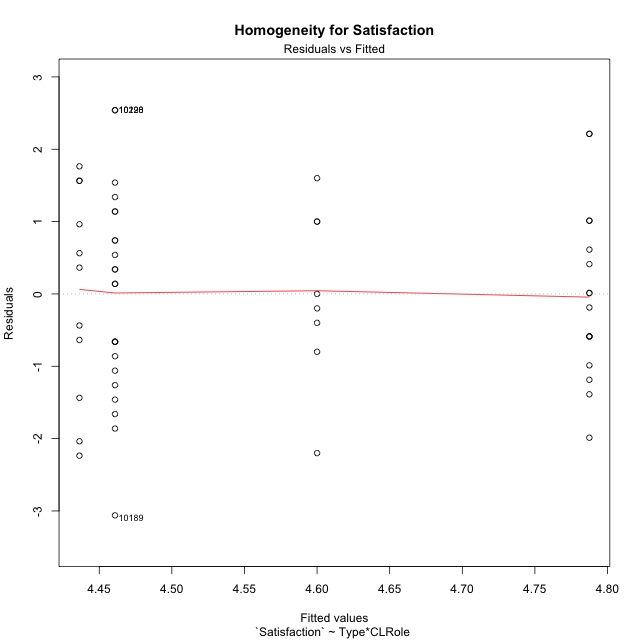 Homogeneity for Satisfaction
Residuals vs Fitted
3
2
1
0
-1
-2
-3
Residuals
10189
4.45 4.50 4.55 4.60 4.65 4.70 4.75 4.80
Fitted values
`Satisfaction` ~ Type*CLRole